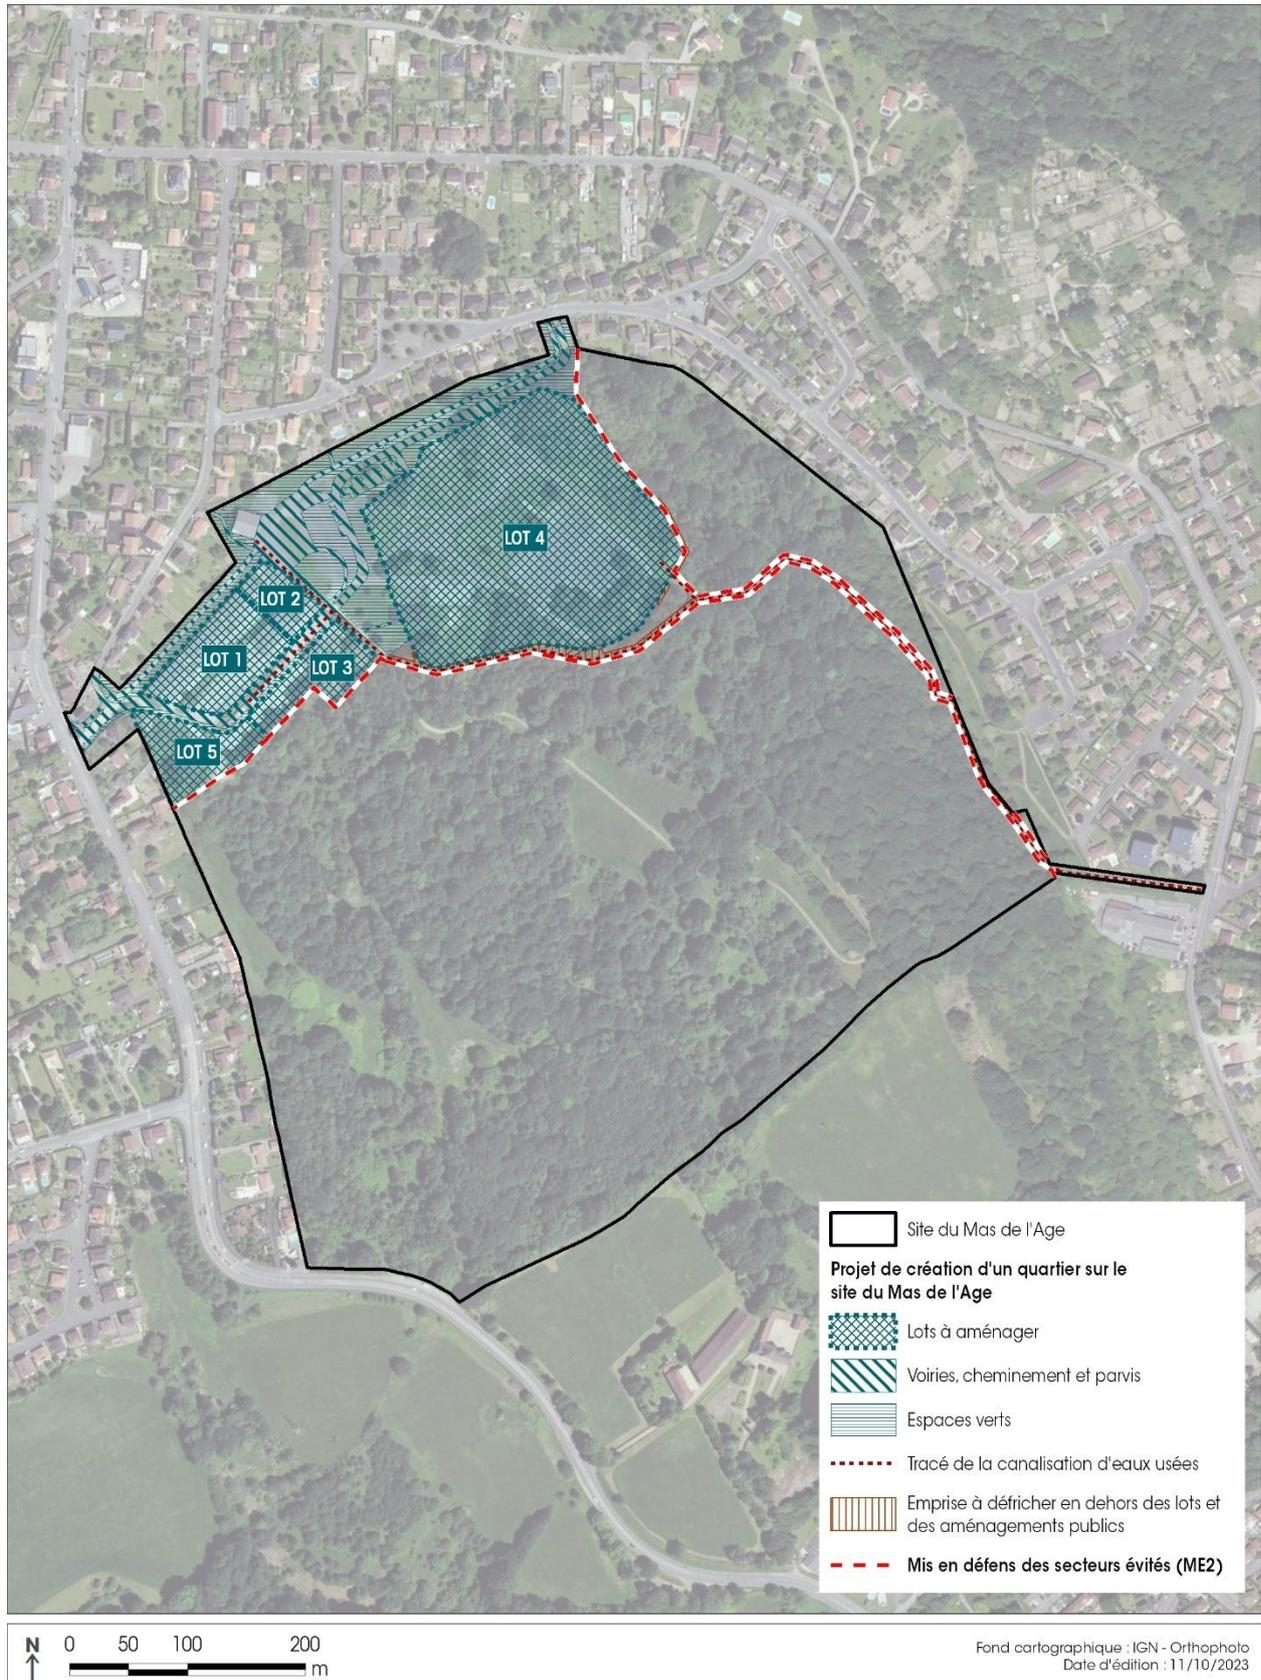 LOT 4
LOT 2
LOT 1
LOT 3
LOT 5
Site du Mas de l'Age
Projet de création d'un quartier sur le
site du Mas de l'Age
Lots à aménager
Voiries, cheminement et parvis
Espaces verts
Tracé de la canalisation d'eaux usées
Emprise à défricher en dehors des lots et
des aménagements publics
Mis en défens des secteurs évités (ME2)
N 0 50 100 200
m
Fond cartographique : IGN - Orthophoto
Date d'édition : 11/10/2023